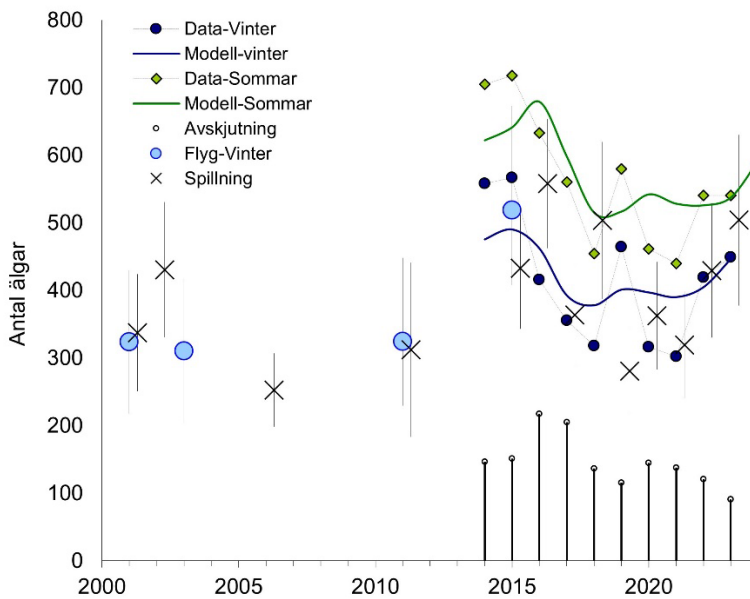 800
700
600
500
400
300
200
100
0
Antal älgar
Data-Vinter
Modell-vinter
Data-Sommar
Modell-Sommar
Avskjutning
Flyg-Vinter
Spillning
2000 2005 2010 2015 2020